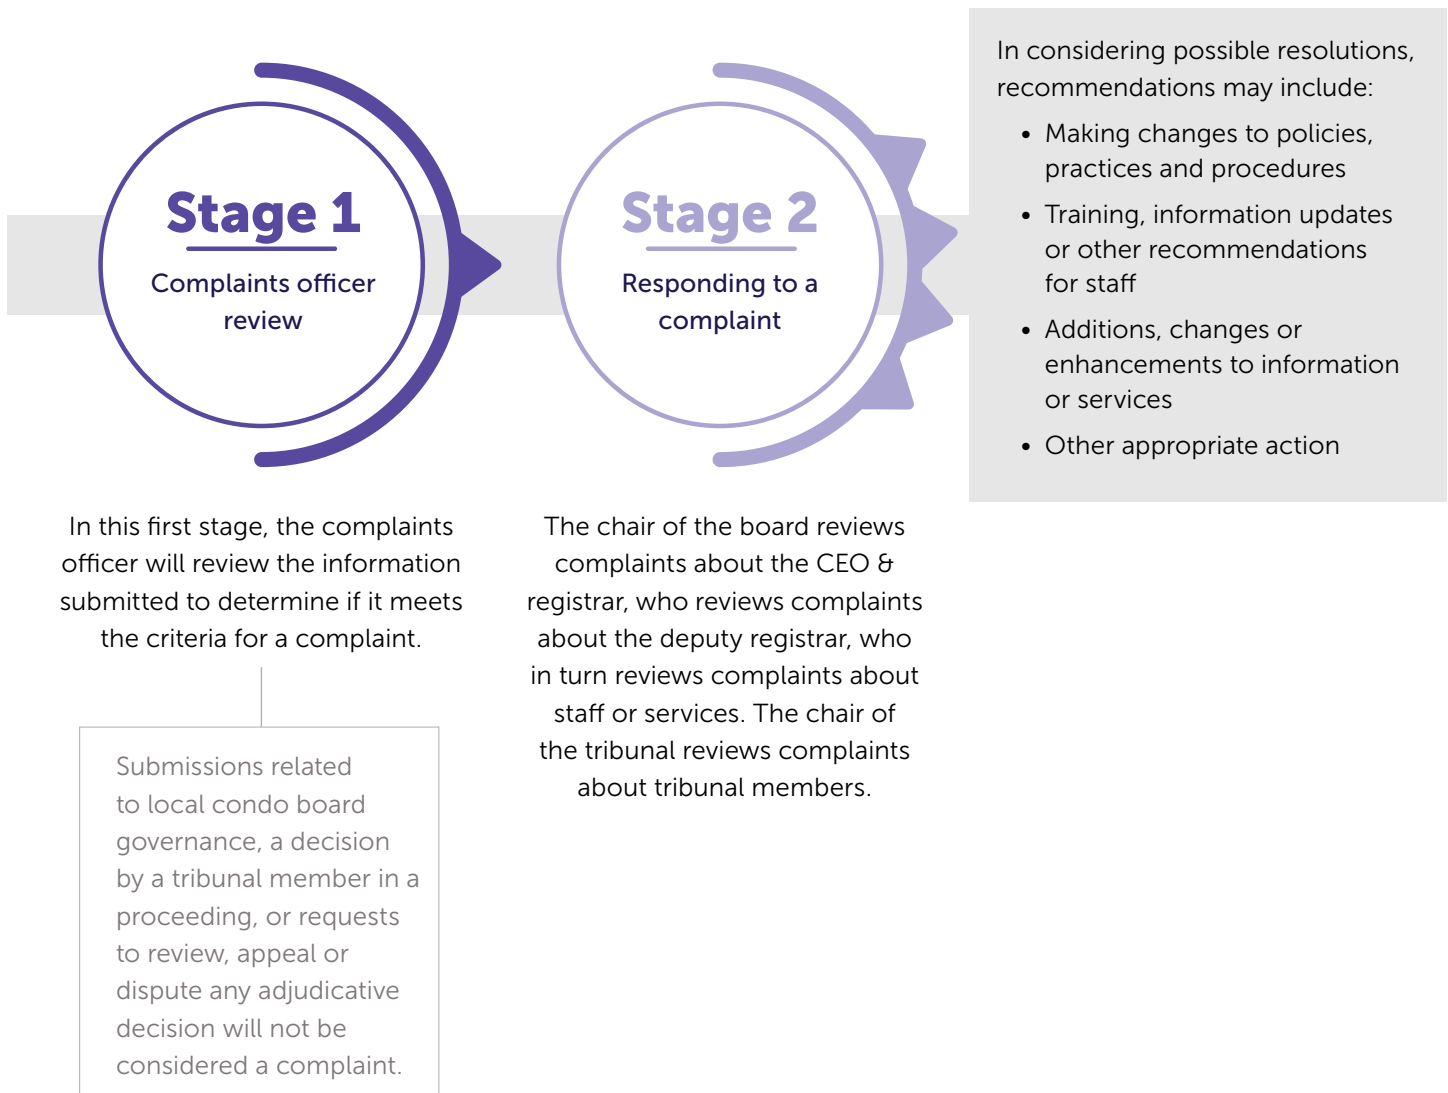 Stage 1
Complaints officer
review
In this first stage, the complaints
officer will review the information
submitted to determine if it meets
the criteria for a complaint.
Submissions related
to local condo board
governance, a decision
by a tribunal member in a
proceeding, or requests
to review, appeal or
dispute any adjudicative
decision will not be
considered a complaint.
Stage 2
Responding to a
complaint
The chair of the board reviews
complaints about the CEO &
registrar, who reviews complaints
about the deputy registrar, who
in turn reviews complaints about
staff or services. The chair of
the tribunal reviews complaints
about tribunal members.
In considering possible resolutions,
recommendations may include:
• Making changes to policies,
practices and procedures
• Training, information updates
or other recommendations
for staff
• Additions, changes or
enhancements to information
or services
• Other appropriate action